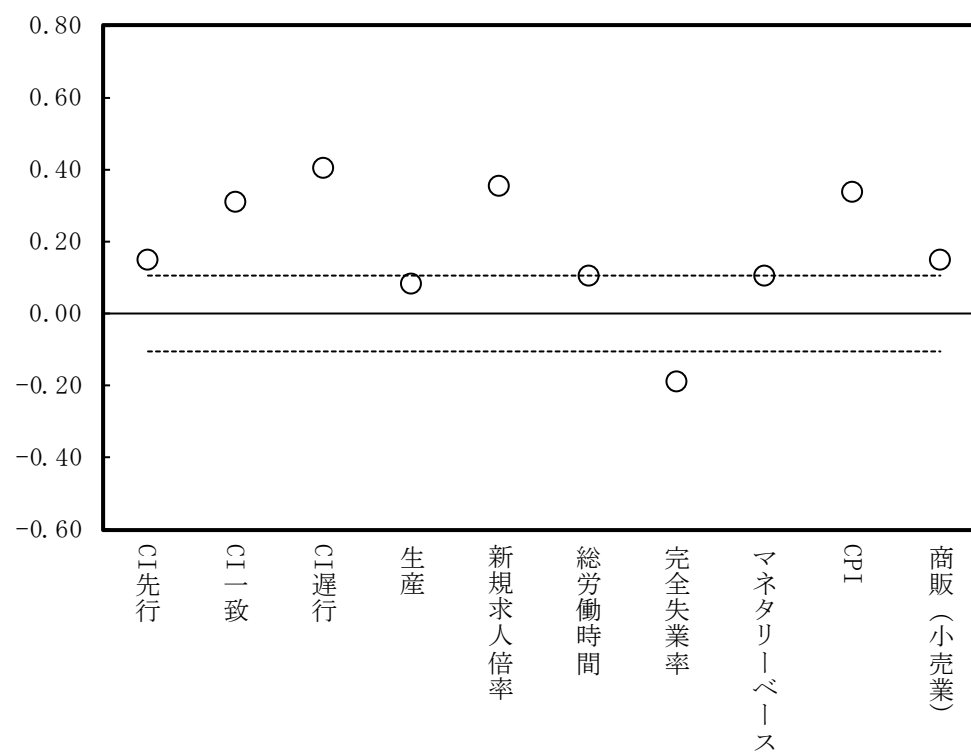 0.80
0.60
0.40
0.20
0.00
-0.20
-0.40
-0.60
CI先行
CI一致
CI遅行
生産
新規求人倍率
総労働時間
完全失業率
マネタリーベース
CPI
商販（小売業）